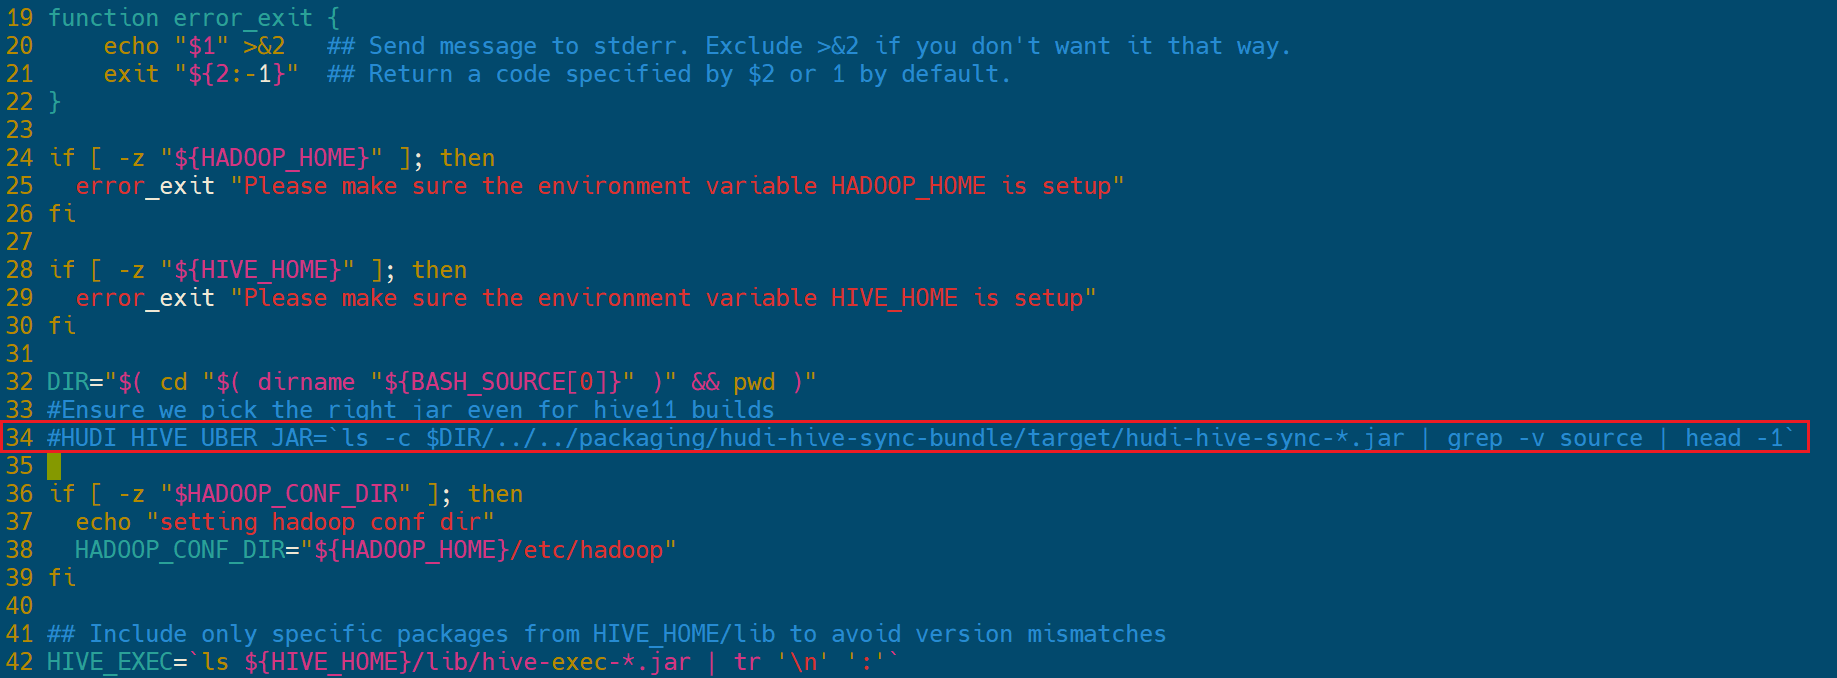 19 function error_exit {
20     echo "$1" >&2   ## Send message to stderr. Exclude >&2 if you don't want it that way.
21     exit "${2:-1}"  ## Return a code specified by $2 or 1 by default.
22 }
23
24 if [ -z "${HADOOP_HOME}" ]; then
25   error_exit "Please make sure the environment variable HADOOP_HOME is setup"
26 fi
27
28 if [ -z "${HIVE_HOME}" ]; then
29   error_exit "Please make sure the environment variable HIVE_HOME is setup"
30 fi
31
32 DIR="$( cd "$( dirname "${BASH_SOURCE[0]}" )" && pwd )"
33 #Ensure we pick the right jar even for hive11 builds
34 #HUDI_HIVE_UBER_JAR=`ls -c $DIR/../../packaging/hudi-hive-sync-bundle/target/hudi-hive-sync-*.jar | grep -v source | head -1`
35
36 if [ -z "$HADOOP_CONF_DIR" ]; then
37   echo "setting hadoop conf dir"
38   HADOOP_CONF_DIR="${HADOOP_HOME}/etc/hadoop"
39 fi
40
41 ## Include only specific packages from HIVE_HOME/lib to avoid version mismatches
42 HIVE_EXEC=`ls ${HIVE_HOME}/lib/hive-exec-*.jar | tr '\n' ':'`